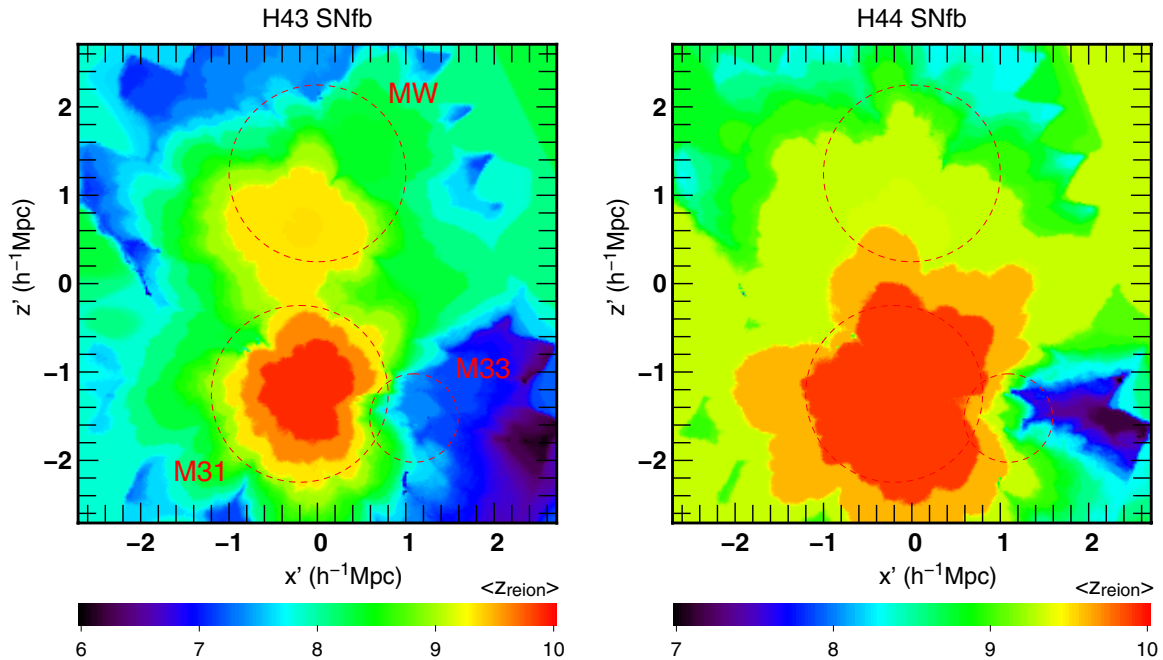 H43 SNfb
H44 SNfb
MW
M33
M31
z' (h⁻¹Mpc)
2
1
0
−1
−2
−2 −1 0 1 2
x' (h⁻¹Mpc)
<z_reion>
6 7 8 9 10
z' (h⁻¹Mpc)
2
1
0
−1
−2
−2 −1 0 1 2
x' (h⁻¹Mpc)
<z_reion>
7 8 9 10